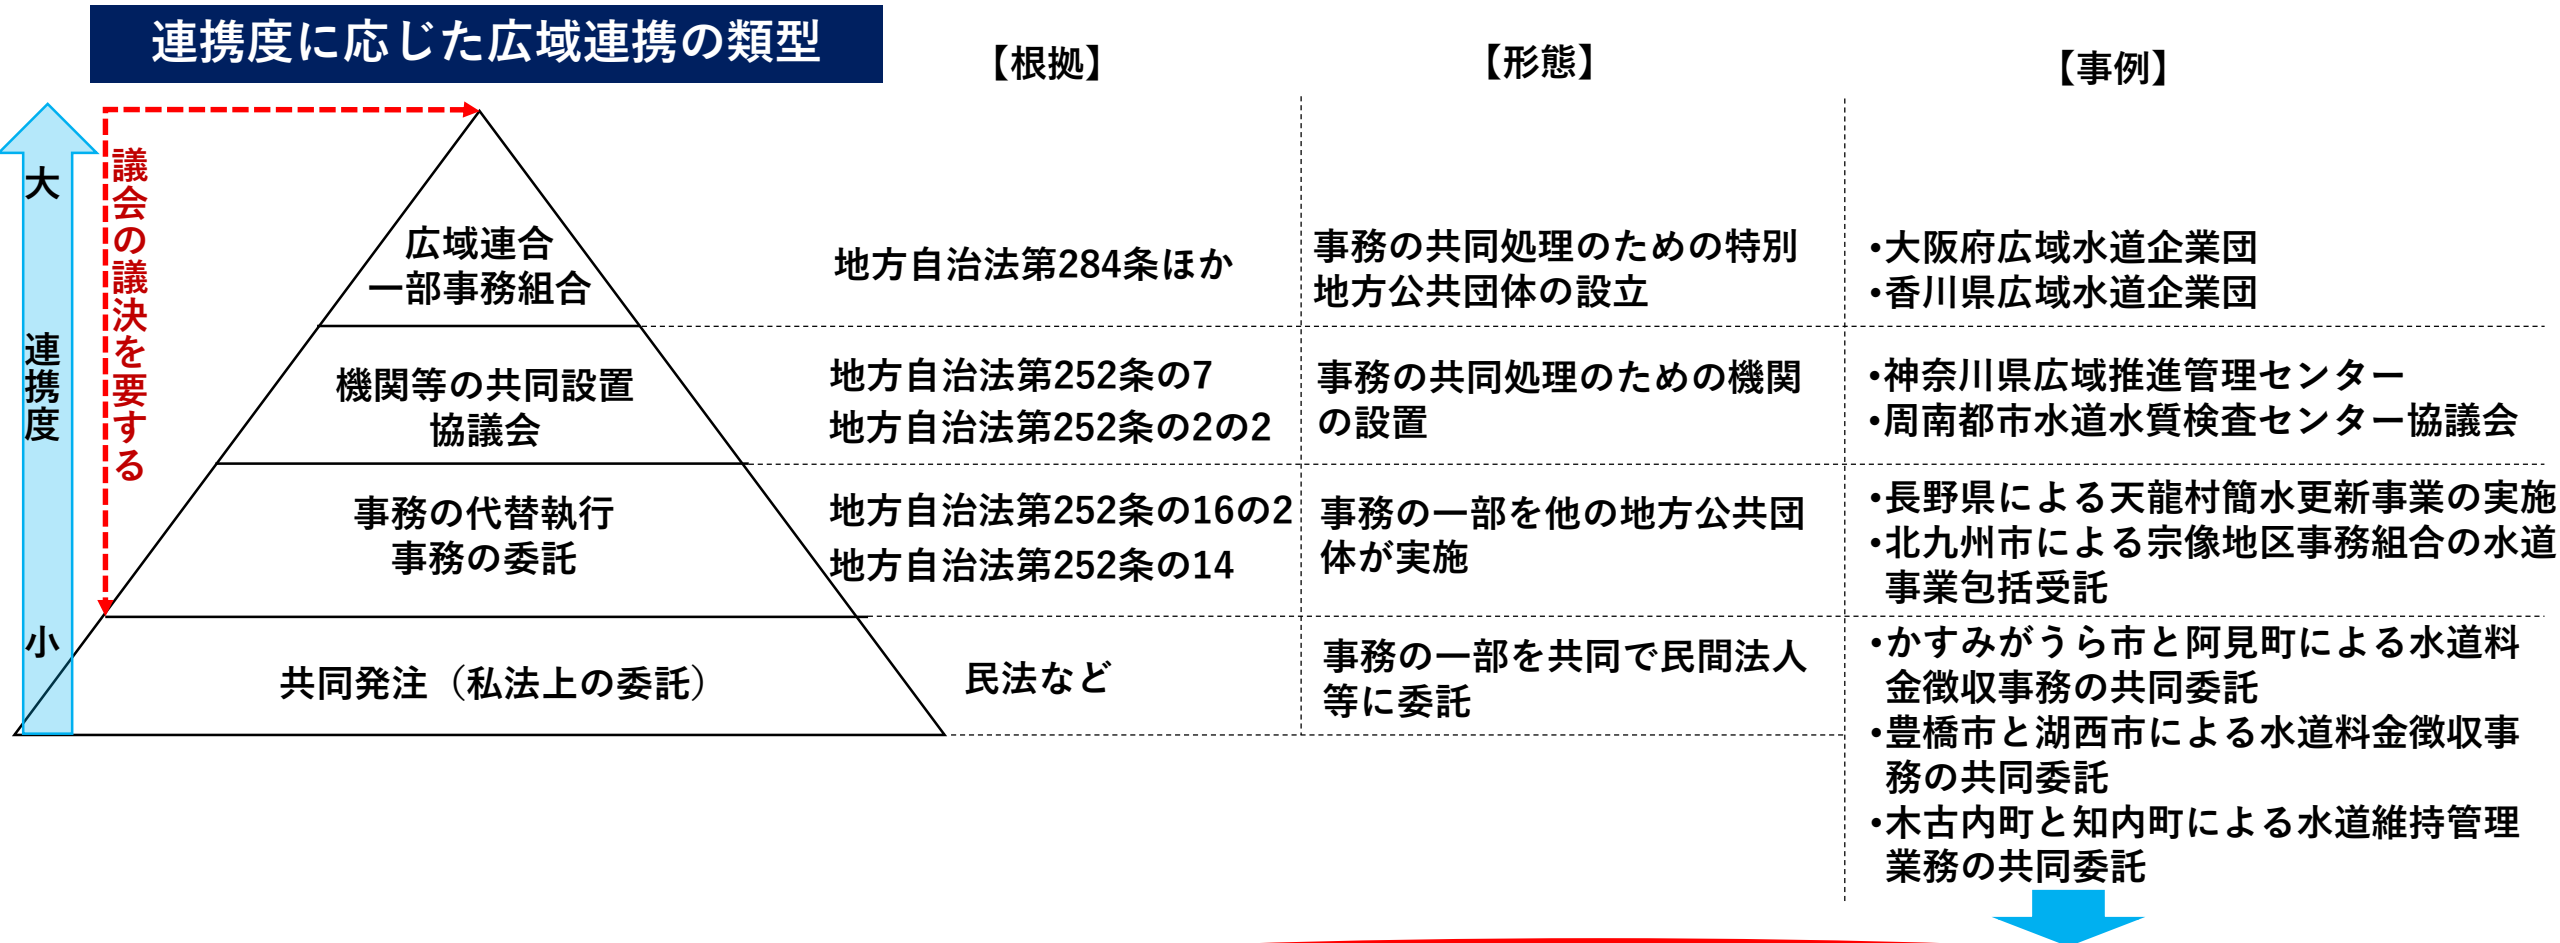 連携度に応じた広域連携の類型
【根拠】
【形態】
【事例】
大
連携度
小
議会の議決を要する
広域連合
一部事務組合
地方自治法第284条ほか
事務の共同処理のための特別
地方公共団体の設立
•大阪府広域水道企業団
•香川県広域水道企業団
機関等の共同設置
協議会
地方自治法第252条の7
地方自治法第252条の2の2
事務の共同処理のための機関
の設置
•神奈川県広域推進管理センター
•周南都市水道水質検査センター協議会
事務の代替執行
事務の委託
地方自治法第252条の16の2
地方自治法第252条の14
事務の一部を他の地方公共団
体が実施
•長野県による天龍村簡水更新事業の実施
•北九州市による宗像地区事務組合の水道
事業包括受託
共同発注（私法上の委託）
民法など
事務の一部を共同で民間法人
等に委託
•かすみがうら市と阿見町による水道料
金徴収事務の共同委託
•豊橋市と湖西市による水道料金徴収事
務の共同委託
•木古内町と知内町による水道維持管理
業務の共同委託